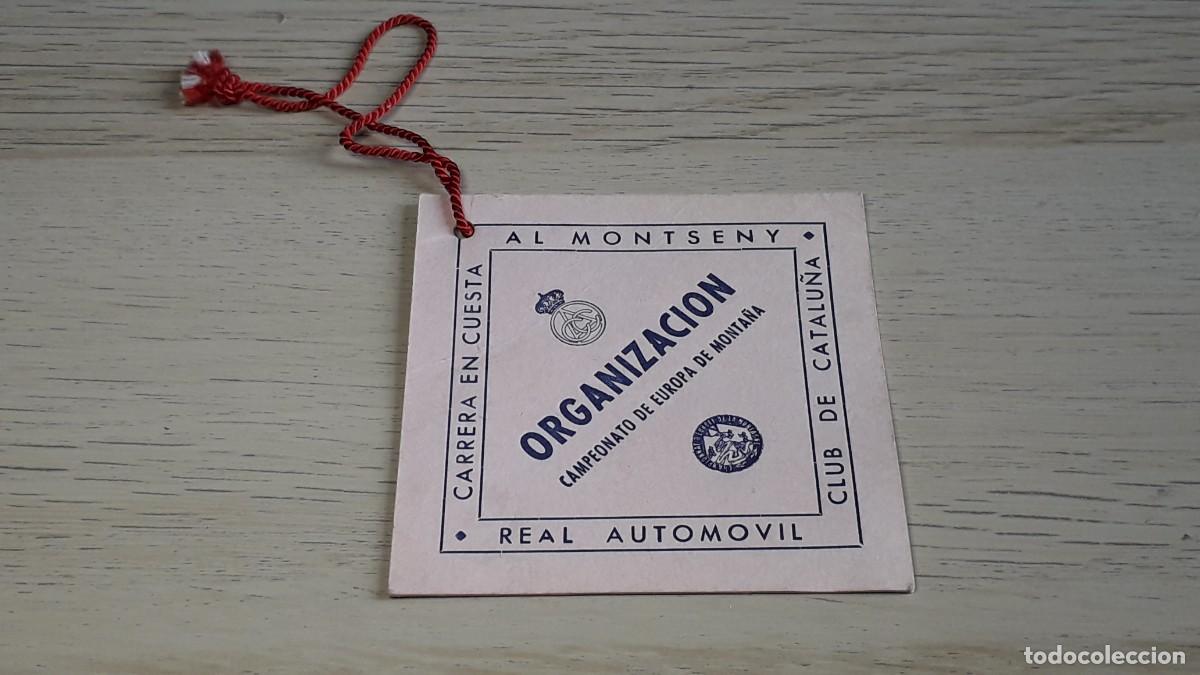 CARRERA EN CUESTA
AL MONTSENY •
REAL AUTOMOVIL
CLUB DE CATALUÑA
•
ORGANIZACION
CAMPEONATO DE EUROPA DE MONTAÑA
todocoleccion